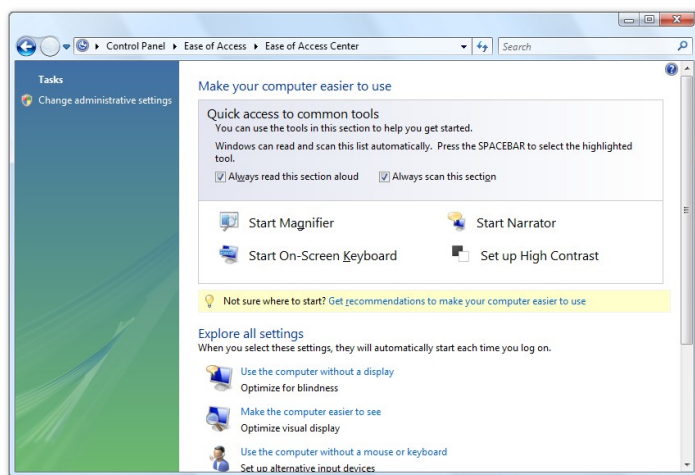 Control Panel ▸ Ease of Access ▸ Ease of Access Center
Search
Tasks
Change administrative settings
Make your computer easier to use
Quick access to common tools
You can use the tools in this section to help you get started.
Windows can read and scan this list automatically. Press the SPACEBAR to select the highlighted
tool.
Always read this section aloud Always scan this section
Start Magnifier Start Narrator
Start On-Screen Keyboard Set up High Contrast
Not sure where to start? Get recommendations to make your computer easier to use
Explore all settings
When you select these settings, they will automatically start each time you log on.
Use the computer without a display
Optimize for blindness
Make the computer easier to see
Optimize visual display
Use the computer without a mouse or keyboard
Set up alternative input devices